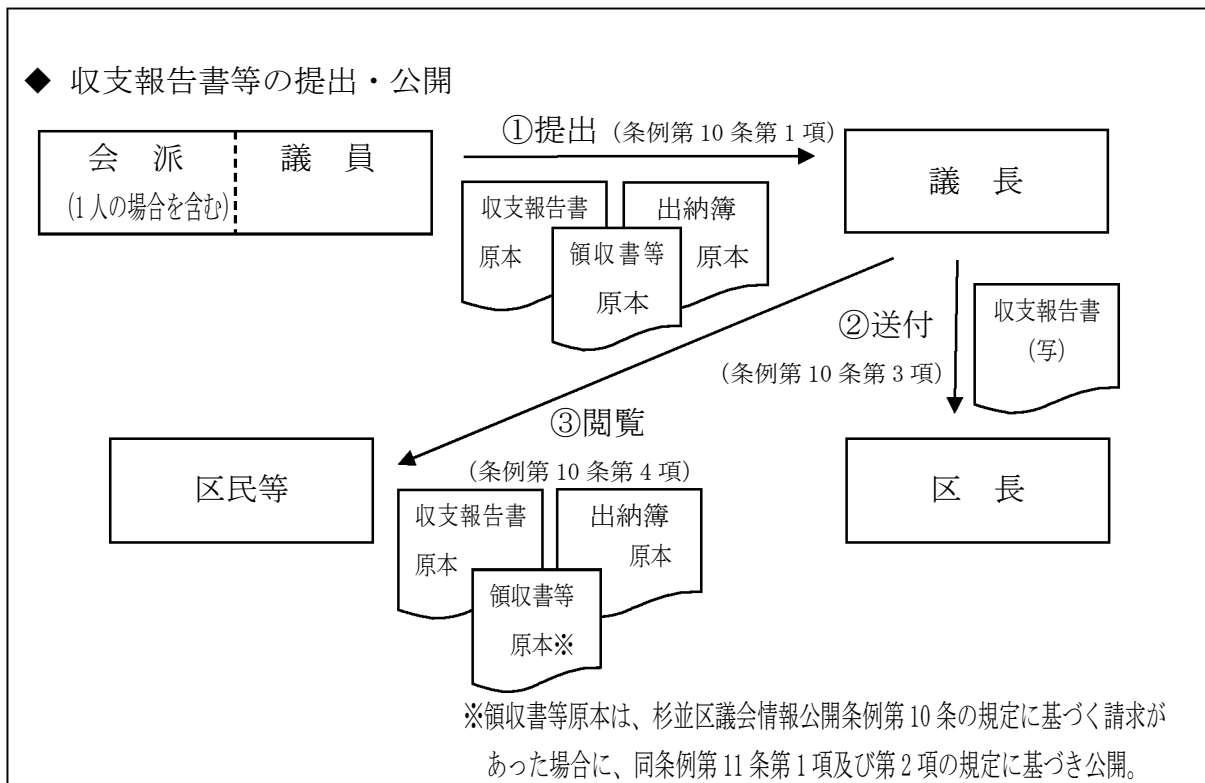 ◆ 収支報告書等の提出・公開
会 派
(1人の場合を含む)
議 員
①提出 (条例第10条第1項)
収支報告書
原本
出納簿
原本
領収書等
原本
議 長
②送付
(条例第10条第3項)
収支報告書
(写)
③閲覧
(条例第10条第4項)
区民等
収支報告書
原本
出納簿
原本
領収書等
原本※
区 長
※領収書等原本は、杉並区議会情報公開条例第10条の規定に基づく請求が
あった場合に、同条例第11条第1項及び第2項の規定に基づき公開。